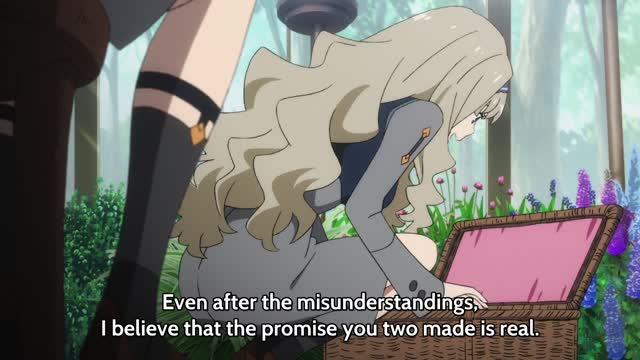 Even after the misunderstandings,
I believe that the promise you two made is real.